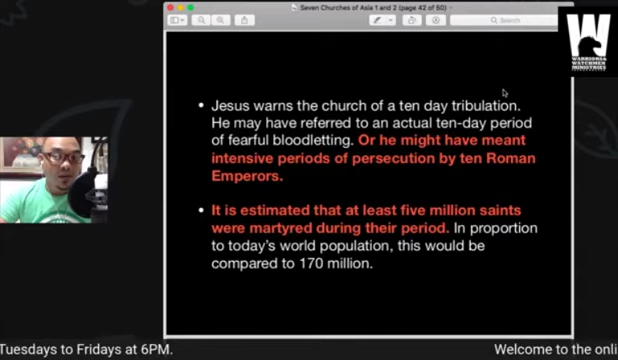 Seven Churches of Asia 1 and 2 (page 42 of 50)
Search
WARRIORS &
WATCHMEN
MINISTRIES
• Jesus warns the church of a ten day tribulation.
He may have referred to an actual ten-day period
of fearful bloodletting. Or he might have meant
intensive periods of persecution by ten Roman
Emperors.
• It is estimated that at least five million saints
were martyred during their period. In proportion
to today's world population, this would be
compared to 170 million.
Tuesdays to Fridays at 6PM.
Welcome to the onli